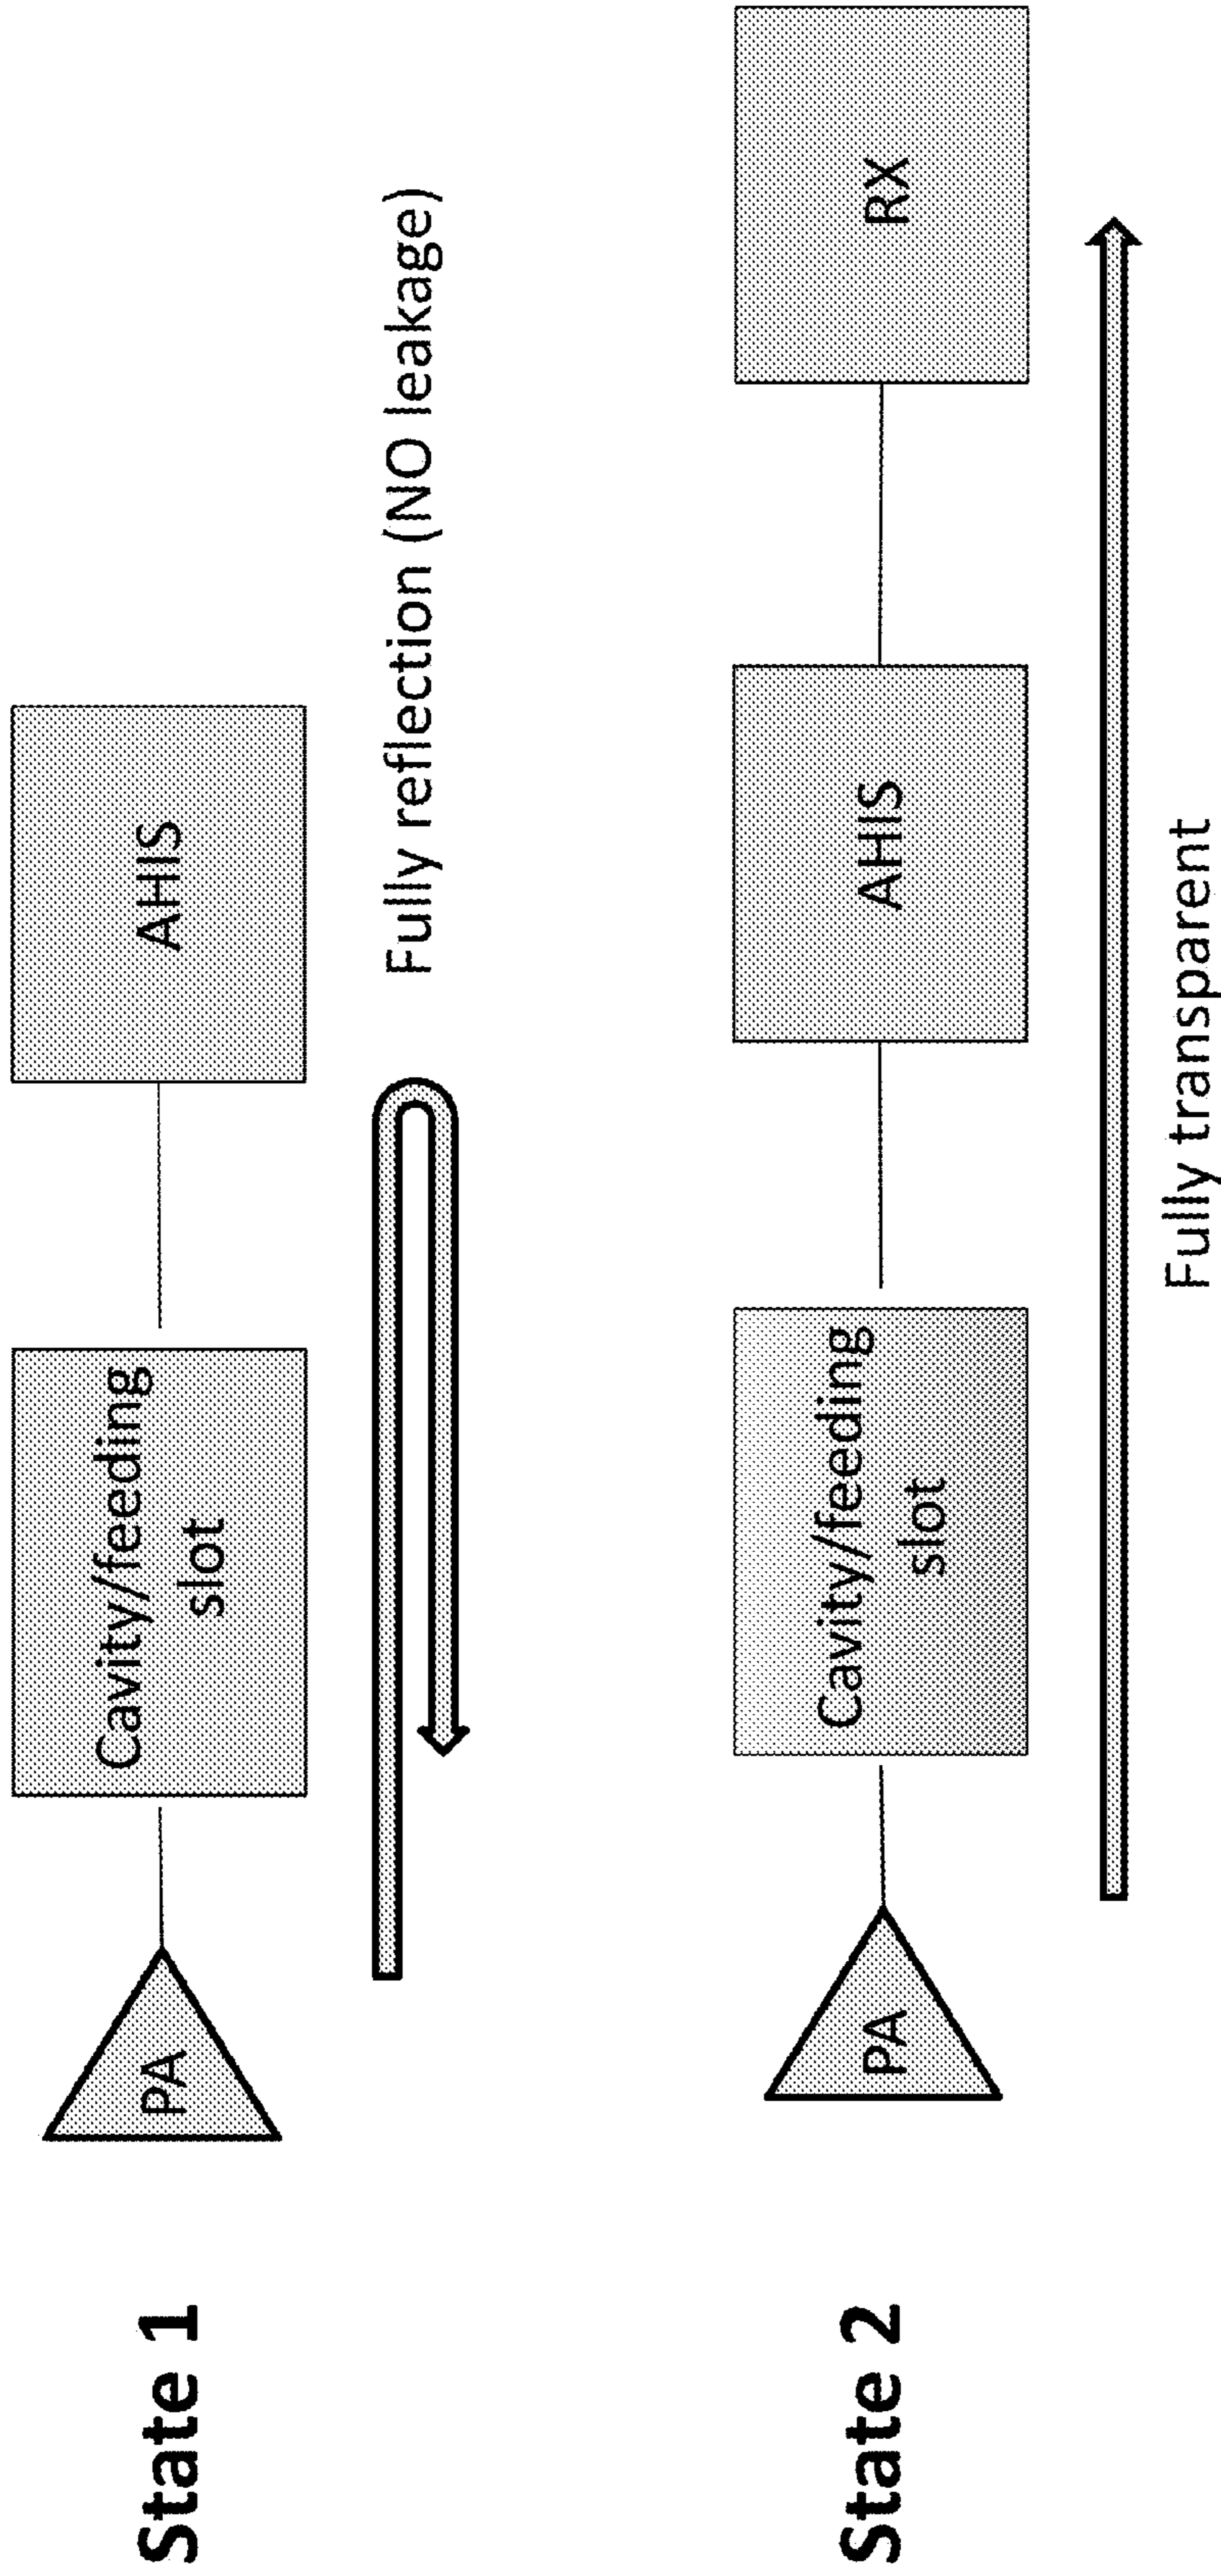 State 1
PA
Cavity/feeding
slot
AHIS
Fully reflection (NO leakage)
State 2
PA
Cavity/feeding
slot
AHIS
RX
Fully transparent